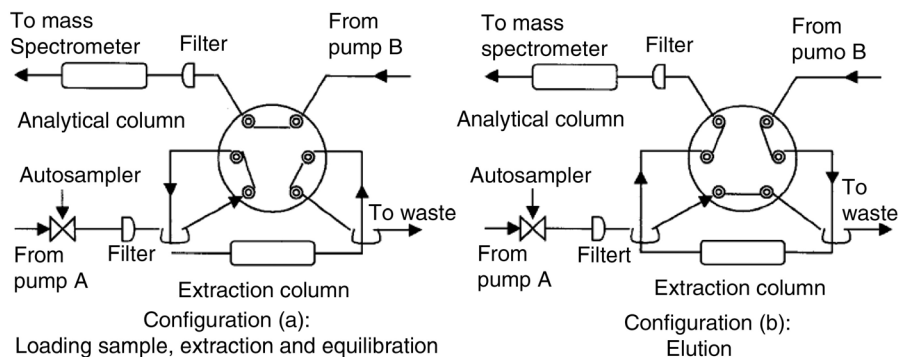 To mass
Spectrometer
Filter
From
pump B
Analytical column
Autosampler
From
pump A
Filter
To waste
Extraction column
Configuration (a):
Loading sample, extraction and equilibration
To mass
spectrometer
Filter
From
pumo B
Analytical column
Autosampler
From
pump A
Filtert
To
waste
Extraction column
Configuration (b):
Elution